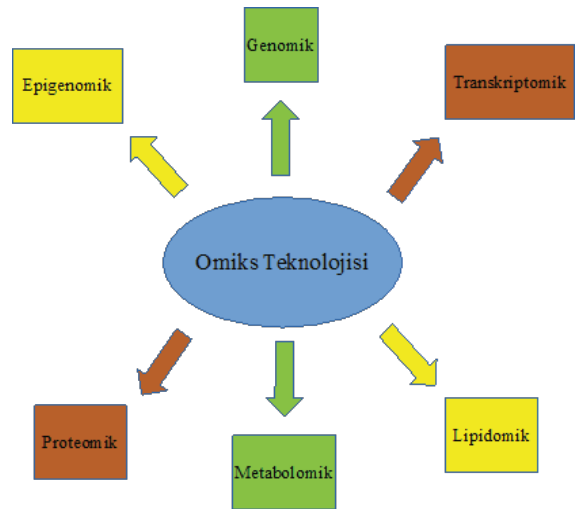 Genomik
Epigenomik
Transkriptomik
Omiks Teknolojisi
Proteomik
Metabolomik
Lipidomik